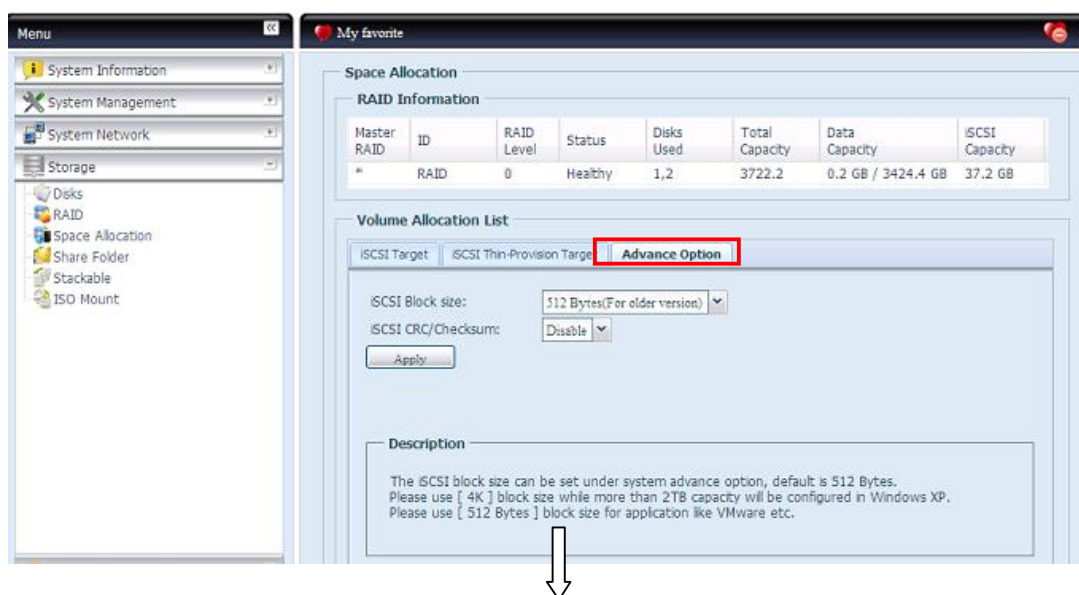 Menu
My favorite
System Information
System Management
System Network
Storage
Disks
RAID
Space Allocation
Share Folder
Stackable
ISO Mount
Space Allocation
RAID Information
Master RAID ID RAID Level Status Disks Used Total Capacity Data Capacity iSCSI Capacity
* RAID 0 Healthy 1,2 3722.2 0.2 GB / 3424.4 GB 37.2 GB
Volume Allocation List
iSCSI Target iSCSI Thin-Provision Target Advance Option
iSCSI Block size: 512 Bytes(For older version)
iSCSI CRC/Checksum: Disable
Apply
Description
The iSCSI block size can be set under system advance option, default is 512 Bytes.
Please use [ 4K ] block size while more than 2TB capacity will be configured in Windows XP.
Please use [ 512 Bytes ] block size for application like VMware etc.